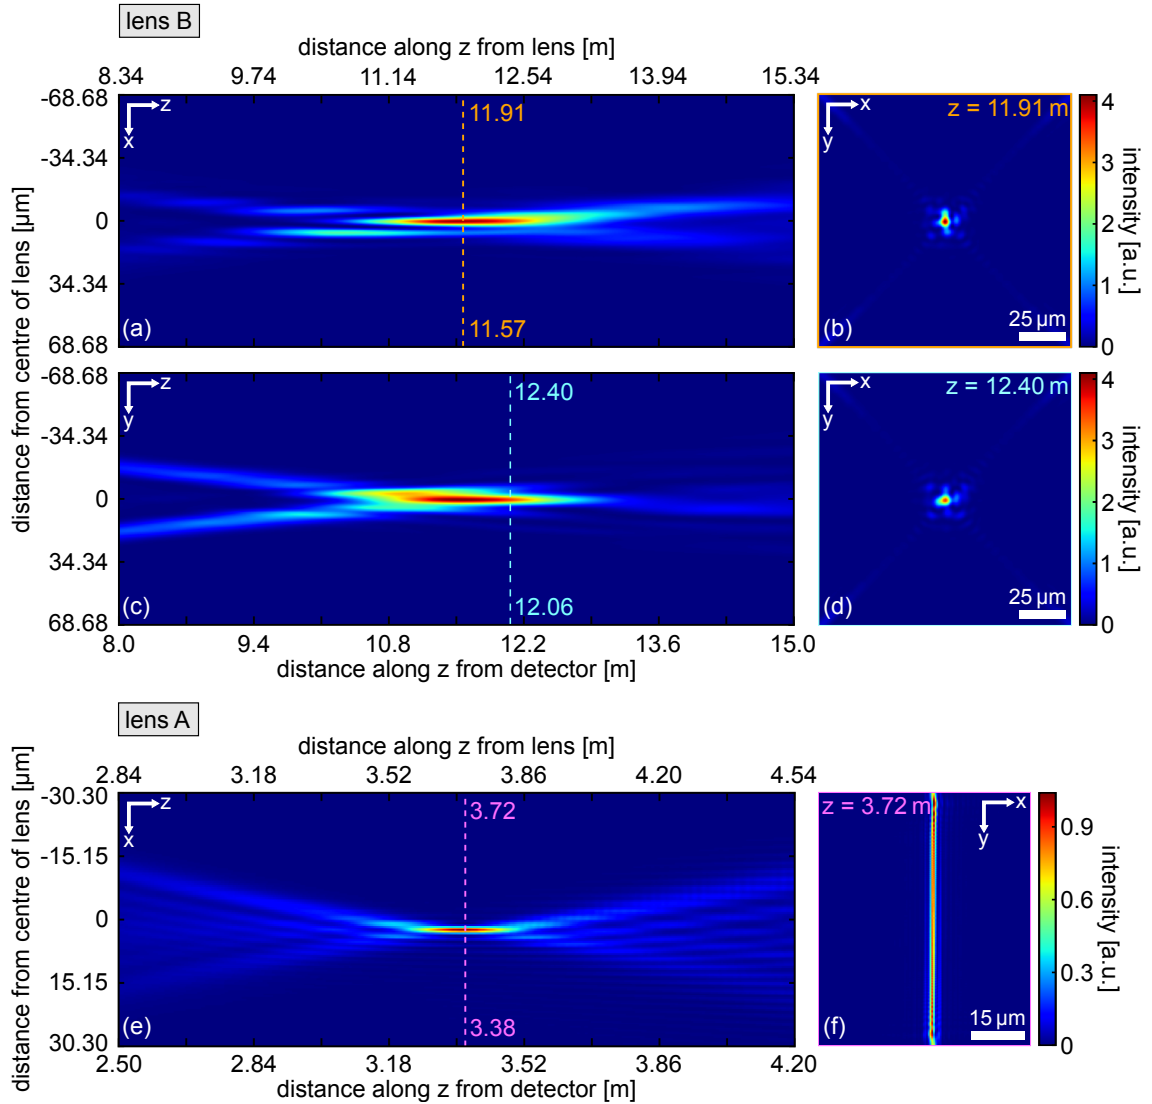 lens B
distance along z from lens [m]
8.34 9.74 11.14 12.54 13.94 15.34
distance from centre of lens [µm]
-68.68
-34.34
0
34.34
68.68
z
x
11.91
11.57
(a)
x
y
z = 11.91 m
25 µm
(b)
4
3
2
1
0
intensity [a.u.]
-68.68
-34.34
0
34.34
68.68
z
y
12.40
12.06
(c)
8.0 9.4 10.8 12.2 13.6 15.0
distance along z from detector [m]
x
y
z = 12.40 m
25 µm
(d)
4
3
2
1
0
intensity [a.u.]
lens A
distance along z from lens [m]
2.84 3.18 3.52 3.86 4.20 4.54
distance from centre of lens [µm]
-30.30
-15.15
0
15.15
30.30
z
x
3.72
3.38
(e)
2.50 2.84 3.18 3.52 3.86 4.20
distance along z from detector [m]
z = 3.72 m
x
y
15 µm
(f)
0.9
0.6
0.3
0
intensity [a.u.]